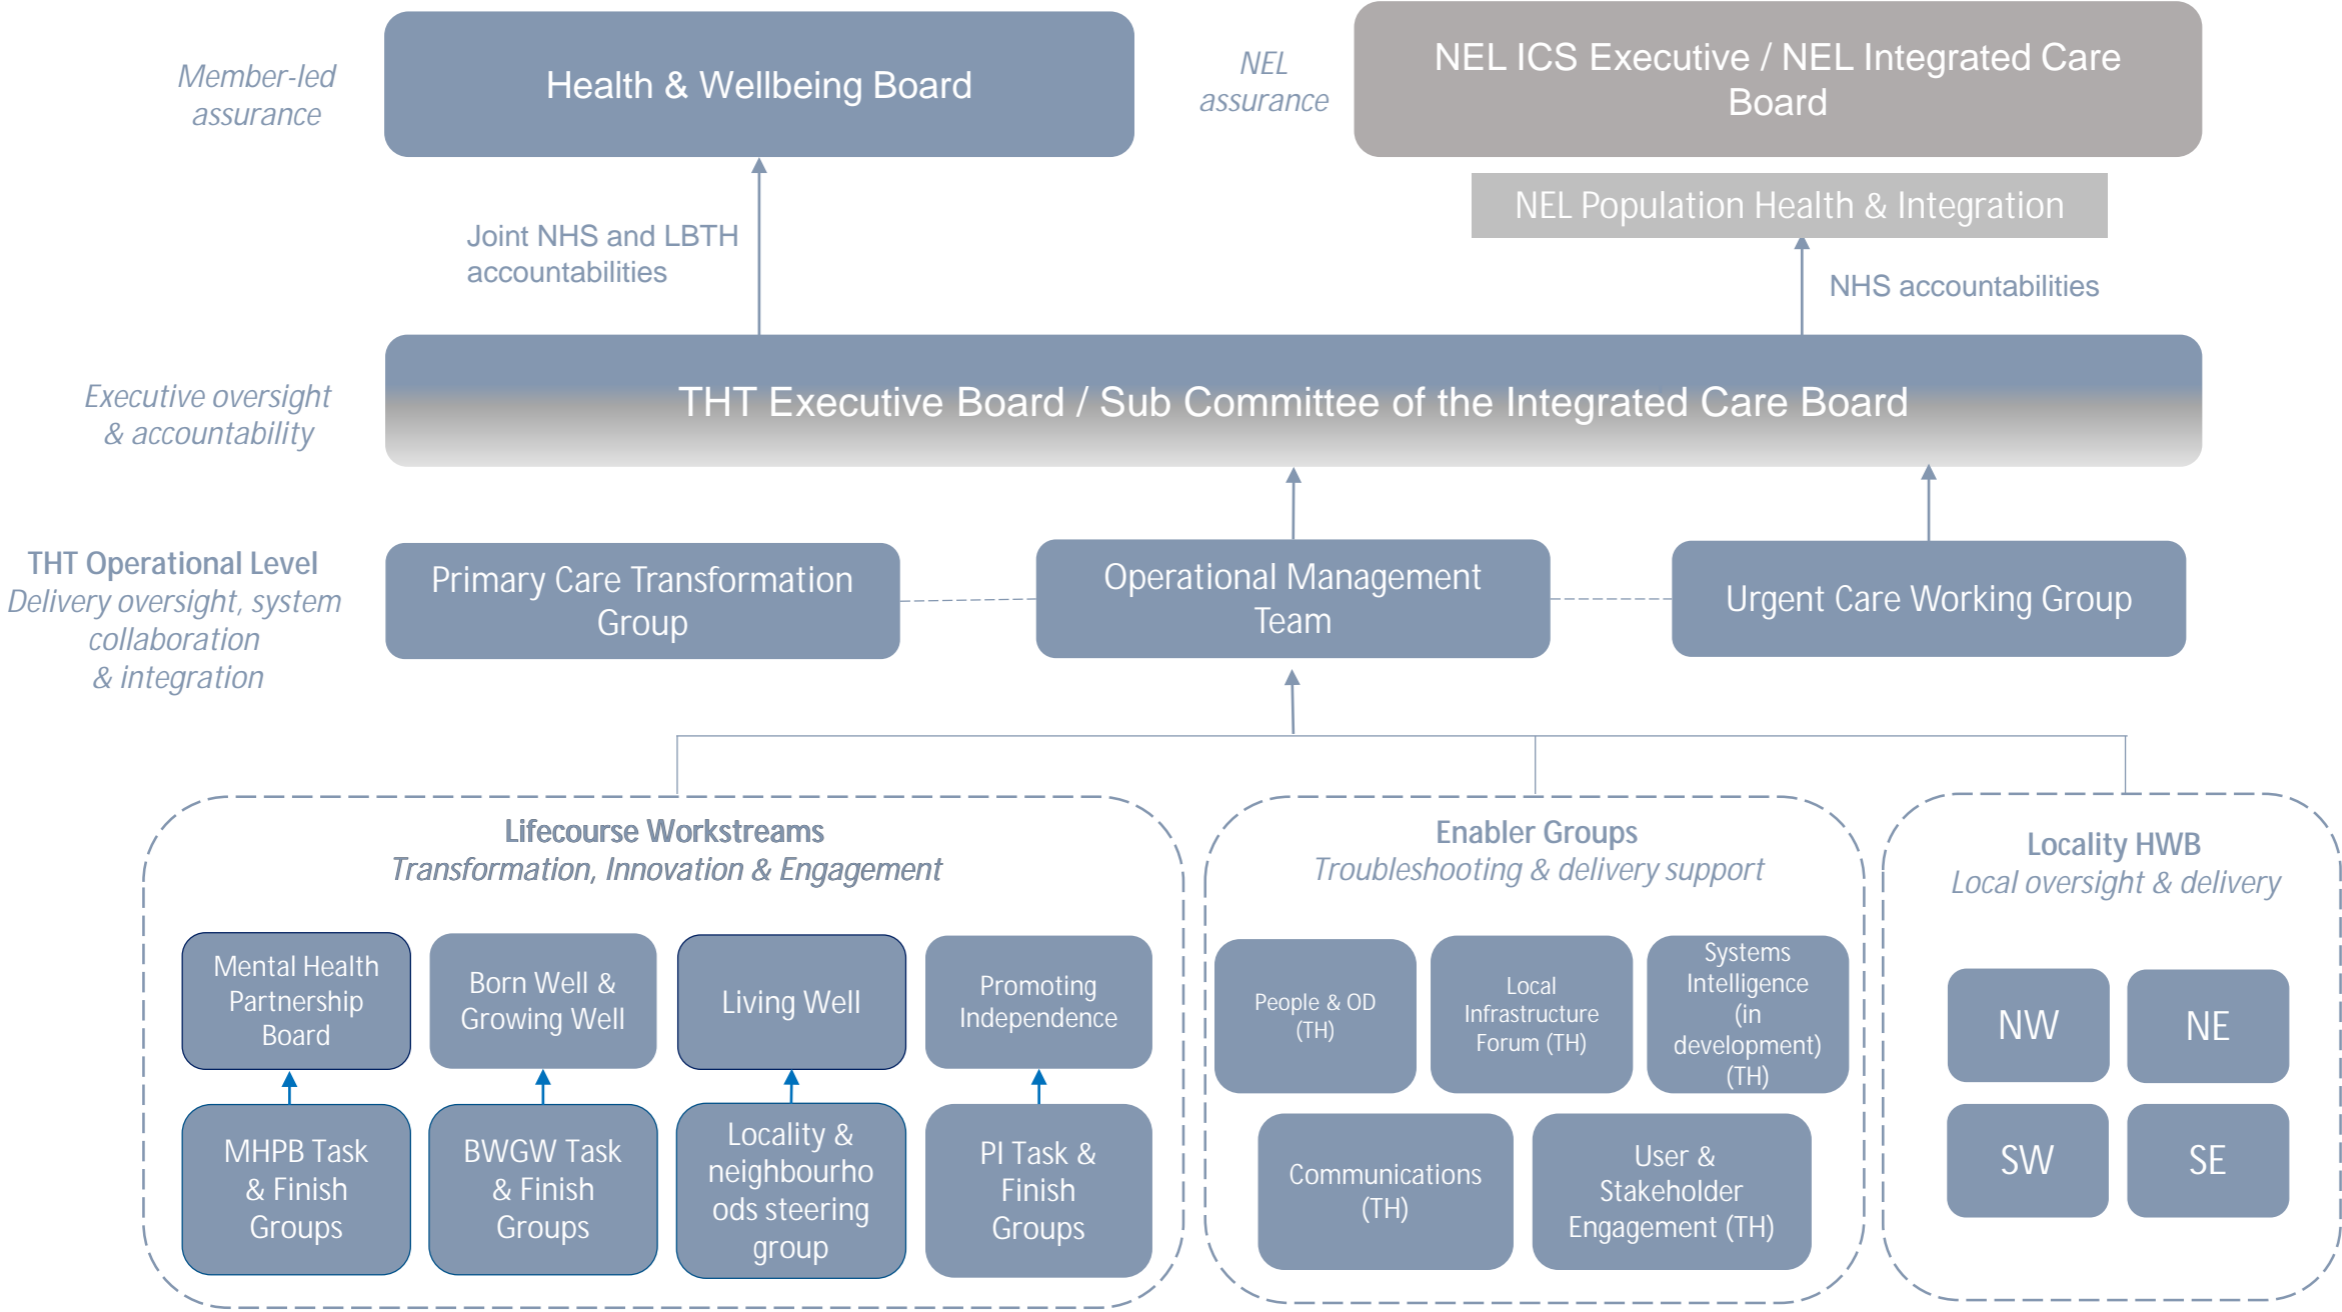 Member-led
assurance
Health & Wellbeing Board
NEL
assurance
NEL ICS Executive / NEL Integrated Care
Board
NEL Population Health & Integration
Joint NHS and LBTH
accountabilities
NHS accountabilities
Executive oversight
& accountability
THT Executive Board / Sub Committee of the Integrated Care Board
THT Operational Level
Delivery oversight, system
collaboration
& integration
Primary Care Transformation
Group
Operational Management
Team
Urgent Care Working Group
Lifecourse Workstreams
Transformation, Innovation & Engagement
Mental Health
Partnership
Board
Born Well &
Growing Well
Living Well
Promoting
Independence
MHPB Task
& Finish
Groups
BWGW Task
& Finish
Groups
Locality &
neighbourho
ods steering
group
PI Task &
Finish
Groups
Enabler Groups
Troubleshooting & delivery support
People & OD
(TH)
Local
Infrastructure
Forum (TH)
Systems
Intelligence
(in
development)
(TH)
Communications
(TH)
User &
Stakeholder
Engagement (TH)
Locality HWB
Local oversight & delivery
NW
NE
SW
SE